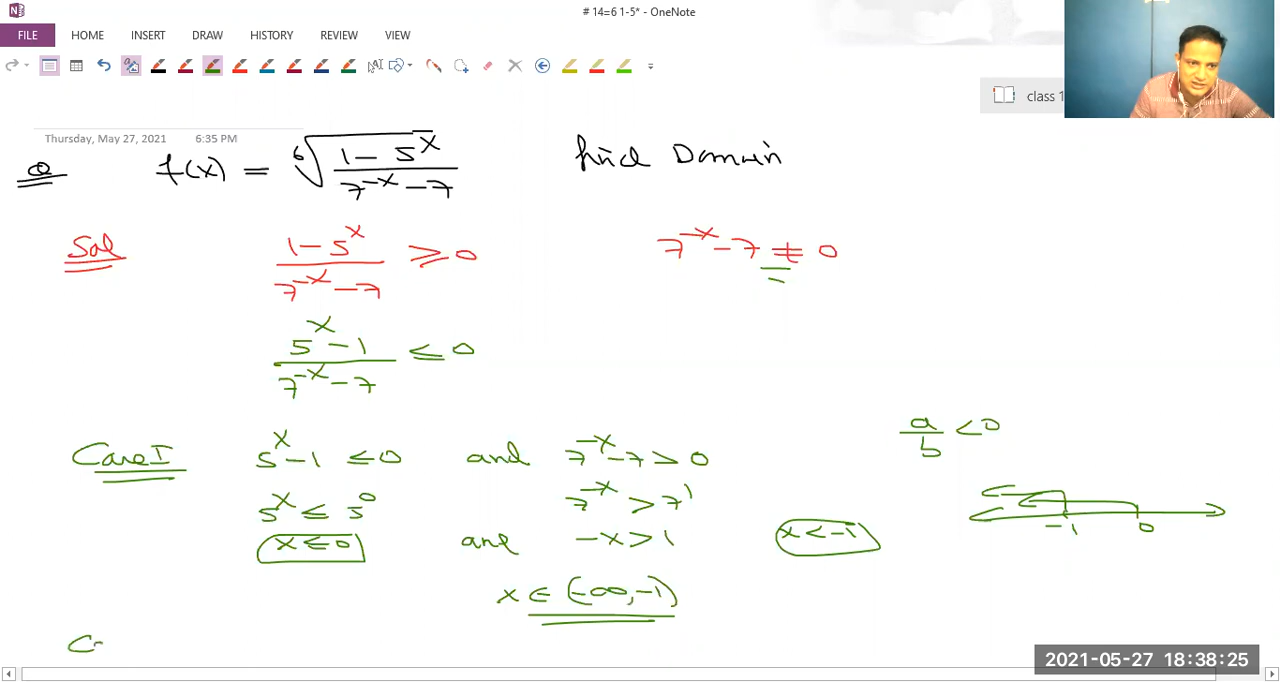 # 14=6 1-5* - OneNote
FILE HOME INSERT DRAW HISTORY REVIEW VIEW
class 1
Thursday, May 27, 2021 6:35 PM
Q f(x) = ⁶√((1 - 5^x)/(7^-x - 7)) find Domain
Sol (1 - 5^x)/(7^-x - 7) ≥ 0 7^-x - 7 ≠ 0
(5^x - 1)/(7^-x - 7) ≤ 0
a/b < 0
Case I 5^x - 1 ≤ 0 and 7^-x - 7 > 0
5^x ≤ 5^0 7^-x > 7^1
-1 0
x ≤ 0 and -x > 1 x < -1
x ∈ (-∞, -1)
C
2021-05-27 18:38:25